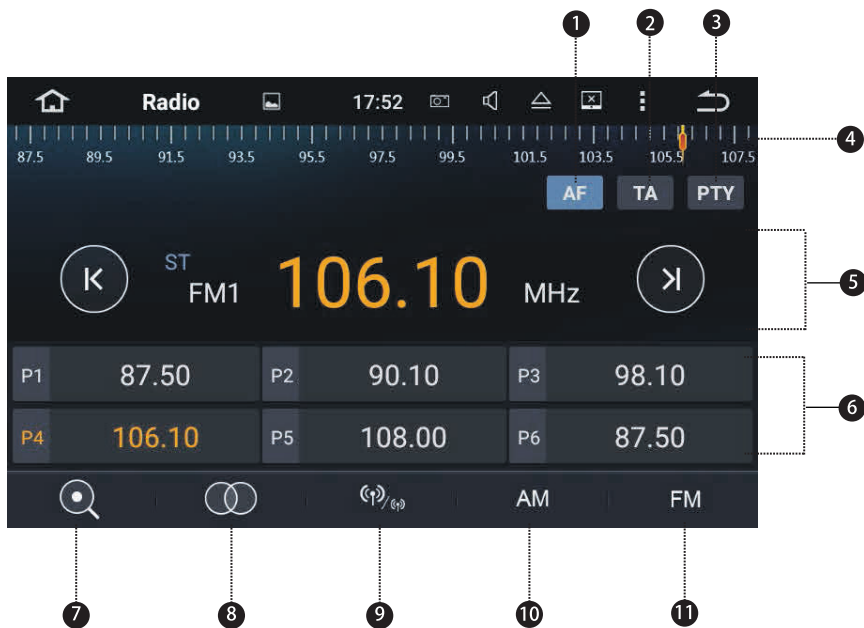 1 2 3
Radio 17:52
87.5 89.5 91.5 93.5 95.5 97.5 99.5 101.5 103.5 105.5 107.5
4
AF TA PTY
ST
FM1 106.10 MHz
5
P1 87.50 P2 90.10 P3 98.10
6
P4 106.10 P5 108.00 P6 87.50
AM FM
7 8 9 10 11